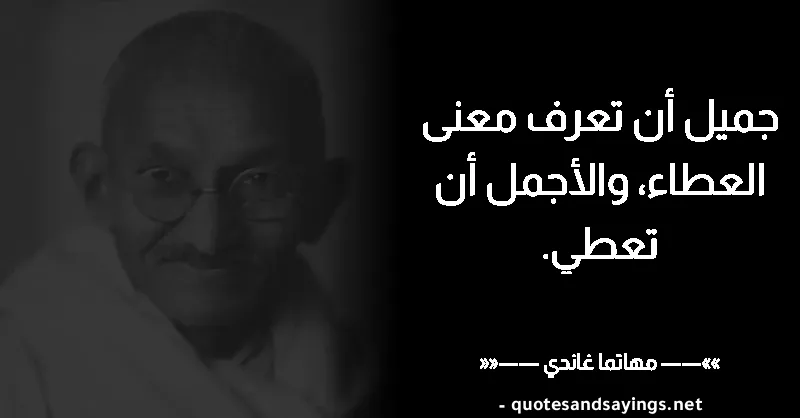 جميل أن تعرف معنى
العطاء، والأجمل أن
تعطي.
»»—— مهاتما غاندي ——««
- quotesandsayings.net